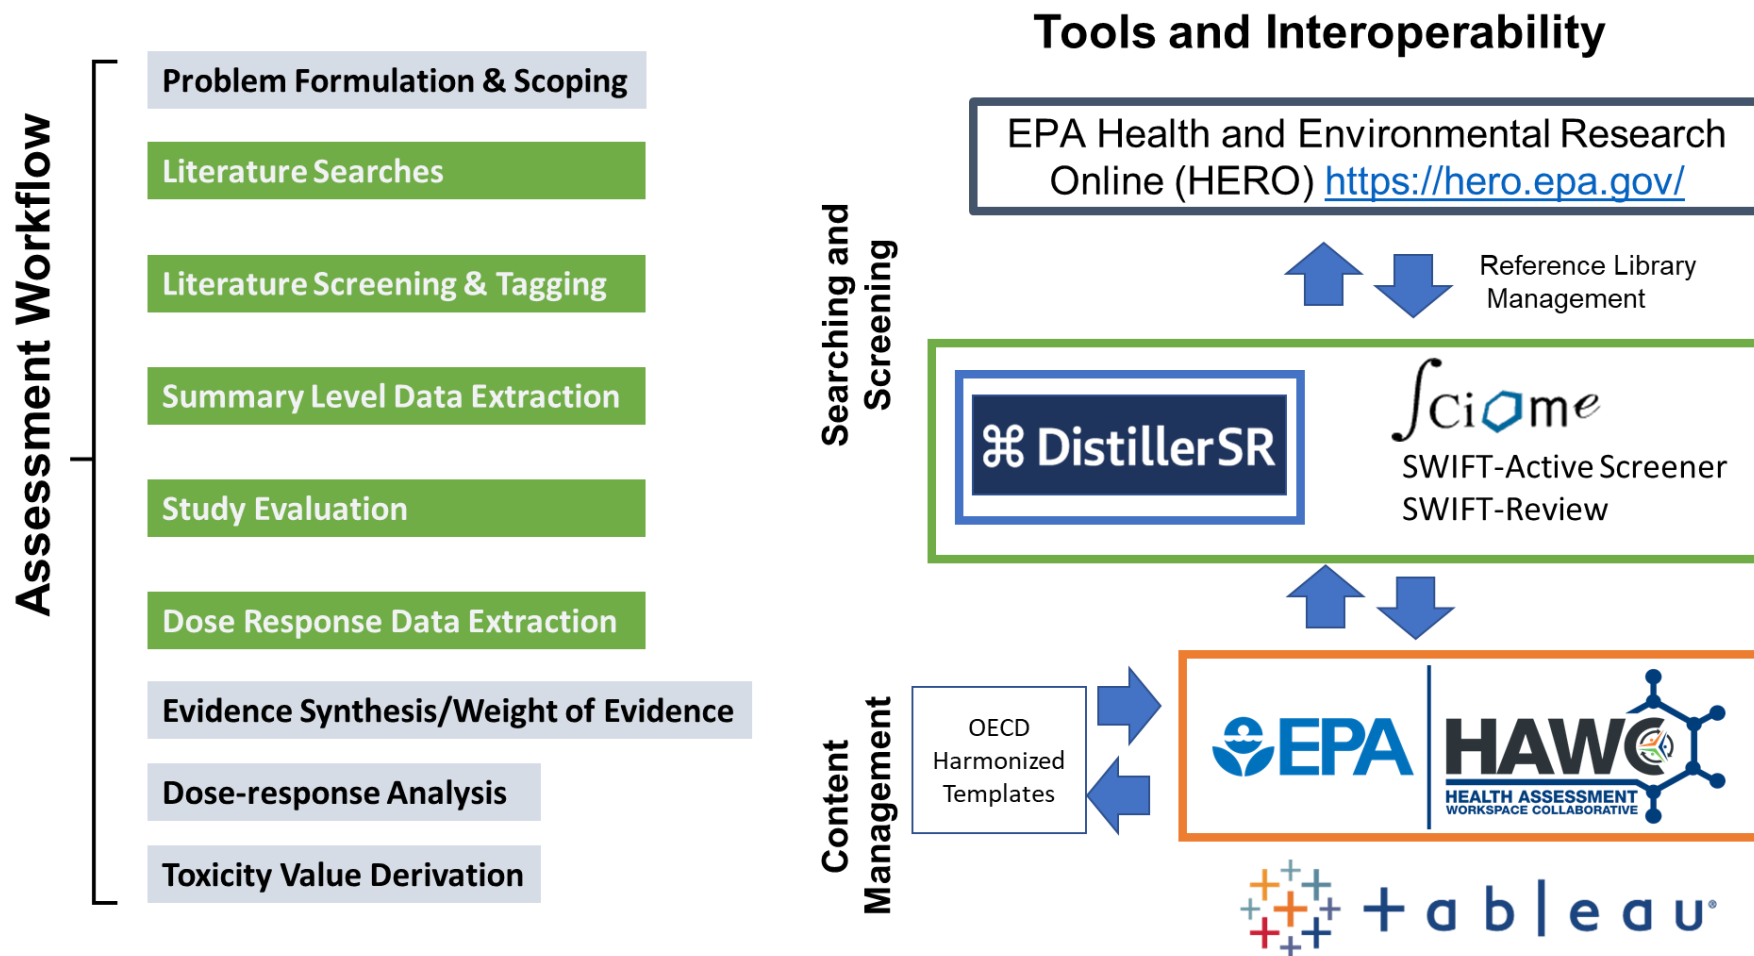 Assessment Workflow
Problem Formulation & Scoping
Literature Searches
Literature Screening & Tagging
Summary Level Data Extraction
Study Evaluation
Dose Response Data Extraction
Evidence Synthesis/Weight of Evidence
Dose-response Analysis
Toxicity Value Derivation
Tools and Interoperability
Searching and
Screening
EPA Health and Environmental Research
Online (HERO) https://hero.epa.gov/
Reference Library
Management
DistillerSR
Sciome
SWIFT-Active Screener
SWIFT-Review
Content
Management
OECD
Harmonized
Templates
EPA
HAWC
HEALTH ASSESSMENT
WORKSPACE COLLABORATIVE
+ableau®